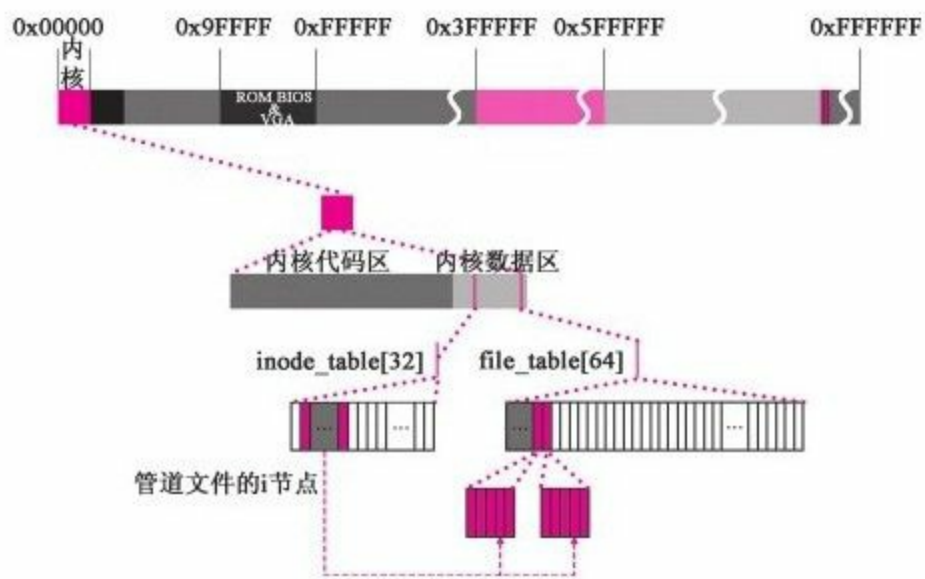 0x00000 0x9FFFF 0xFFFFF 0x3FFFFF 0x5FFFFF 0xFFFFFF
内
核
ROM BIOS
&
VGA
内核代码区 内核数据区
inode_table[32] file_table[64]
... ... ... ...
管道文件的i节点